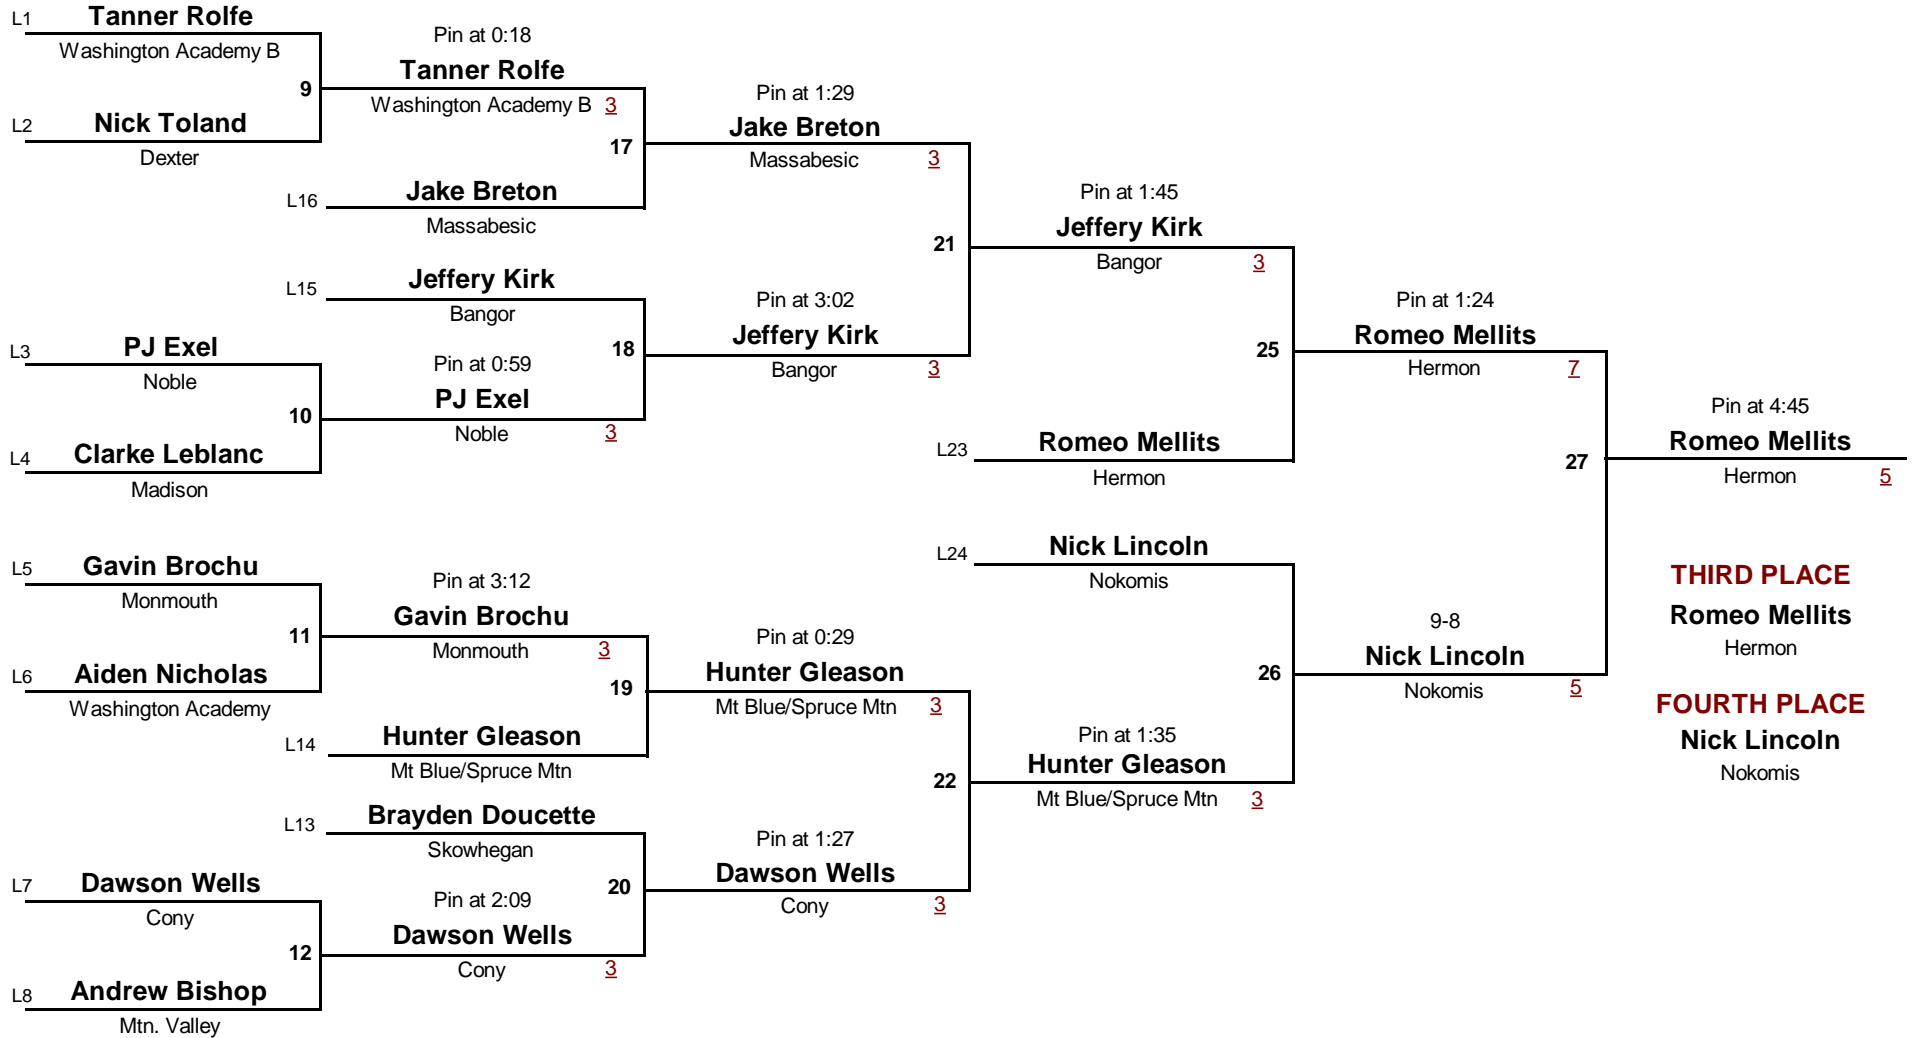 L1
Tanner Rolfe
Washington Academy B
9
L2
Nick Toland
Dexter
Pin at 0:18
Tanner Rolfe
Washington Academy B 3
17
L16
Jake Breton
Massabesic
Pin at 1:29
Jake Breton
Massabesic 3
21
L15
Jeffery Kirk
Bangor
18
L3
PJ Exel
Noble
10
L4
Clarke Leblanc
Madison
Pin at 0:59
PJ Exel
Noble 3
Pin at 3:02
Jeffery Kirk
Bangor 3
Pin at 1:45
Jeffery Kirk
Bangor 3
25
L23
Romeo Mellits
Hermon
Pin at 1:24
Romeo Mellits
Hermon 7
27
Pin at 4:45
Romeo Mellits
Hermon 5
L5
Gavin Brochu
Monmouth
11
L6
Aiden Nicholas
Washington Academy
Pin at 3:12
Gavin Brochu
Monmouth 3
19
L14
Hunter Gleason
Mt Blue/Spruce Mtn
Pin at 0:29
Hunter Gleason
Mt Blue/Spruce Mtn 3
22
L13
Brayden Doucette
Skowhegan
20
L7
Dawson Wells
Cony
12
L8
Andrew Bishop
Mtn. Valley
Pin at 2:09
Dawson Wells
Cony 3
Pin at 1:27
Dawson Wells
Cony 3
L24
Nick Lincoln
Nokomis
26
Pin at 1:35
Hunter Gleason
Mt Blue/Spruce Mtn 3
9-8
Nick Lincoln
Nokomis 5
THIRD PLACE
Romeo Mellits
Hermon
FOURTH PLACE
Nick Lincoln
Nokomis